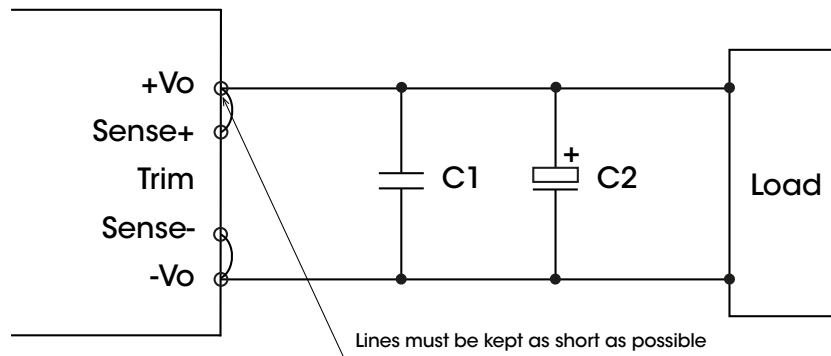 +Vo
Sense+
Trim
Sense-
-Vo
C1
+
C2
Load
Lines must be kept as short as possible